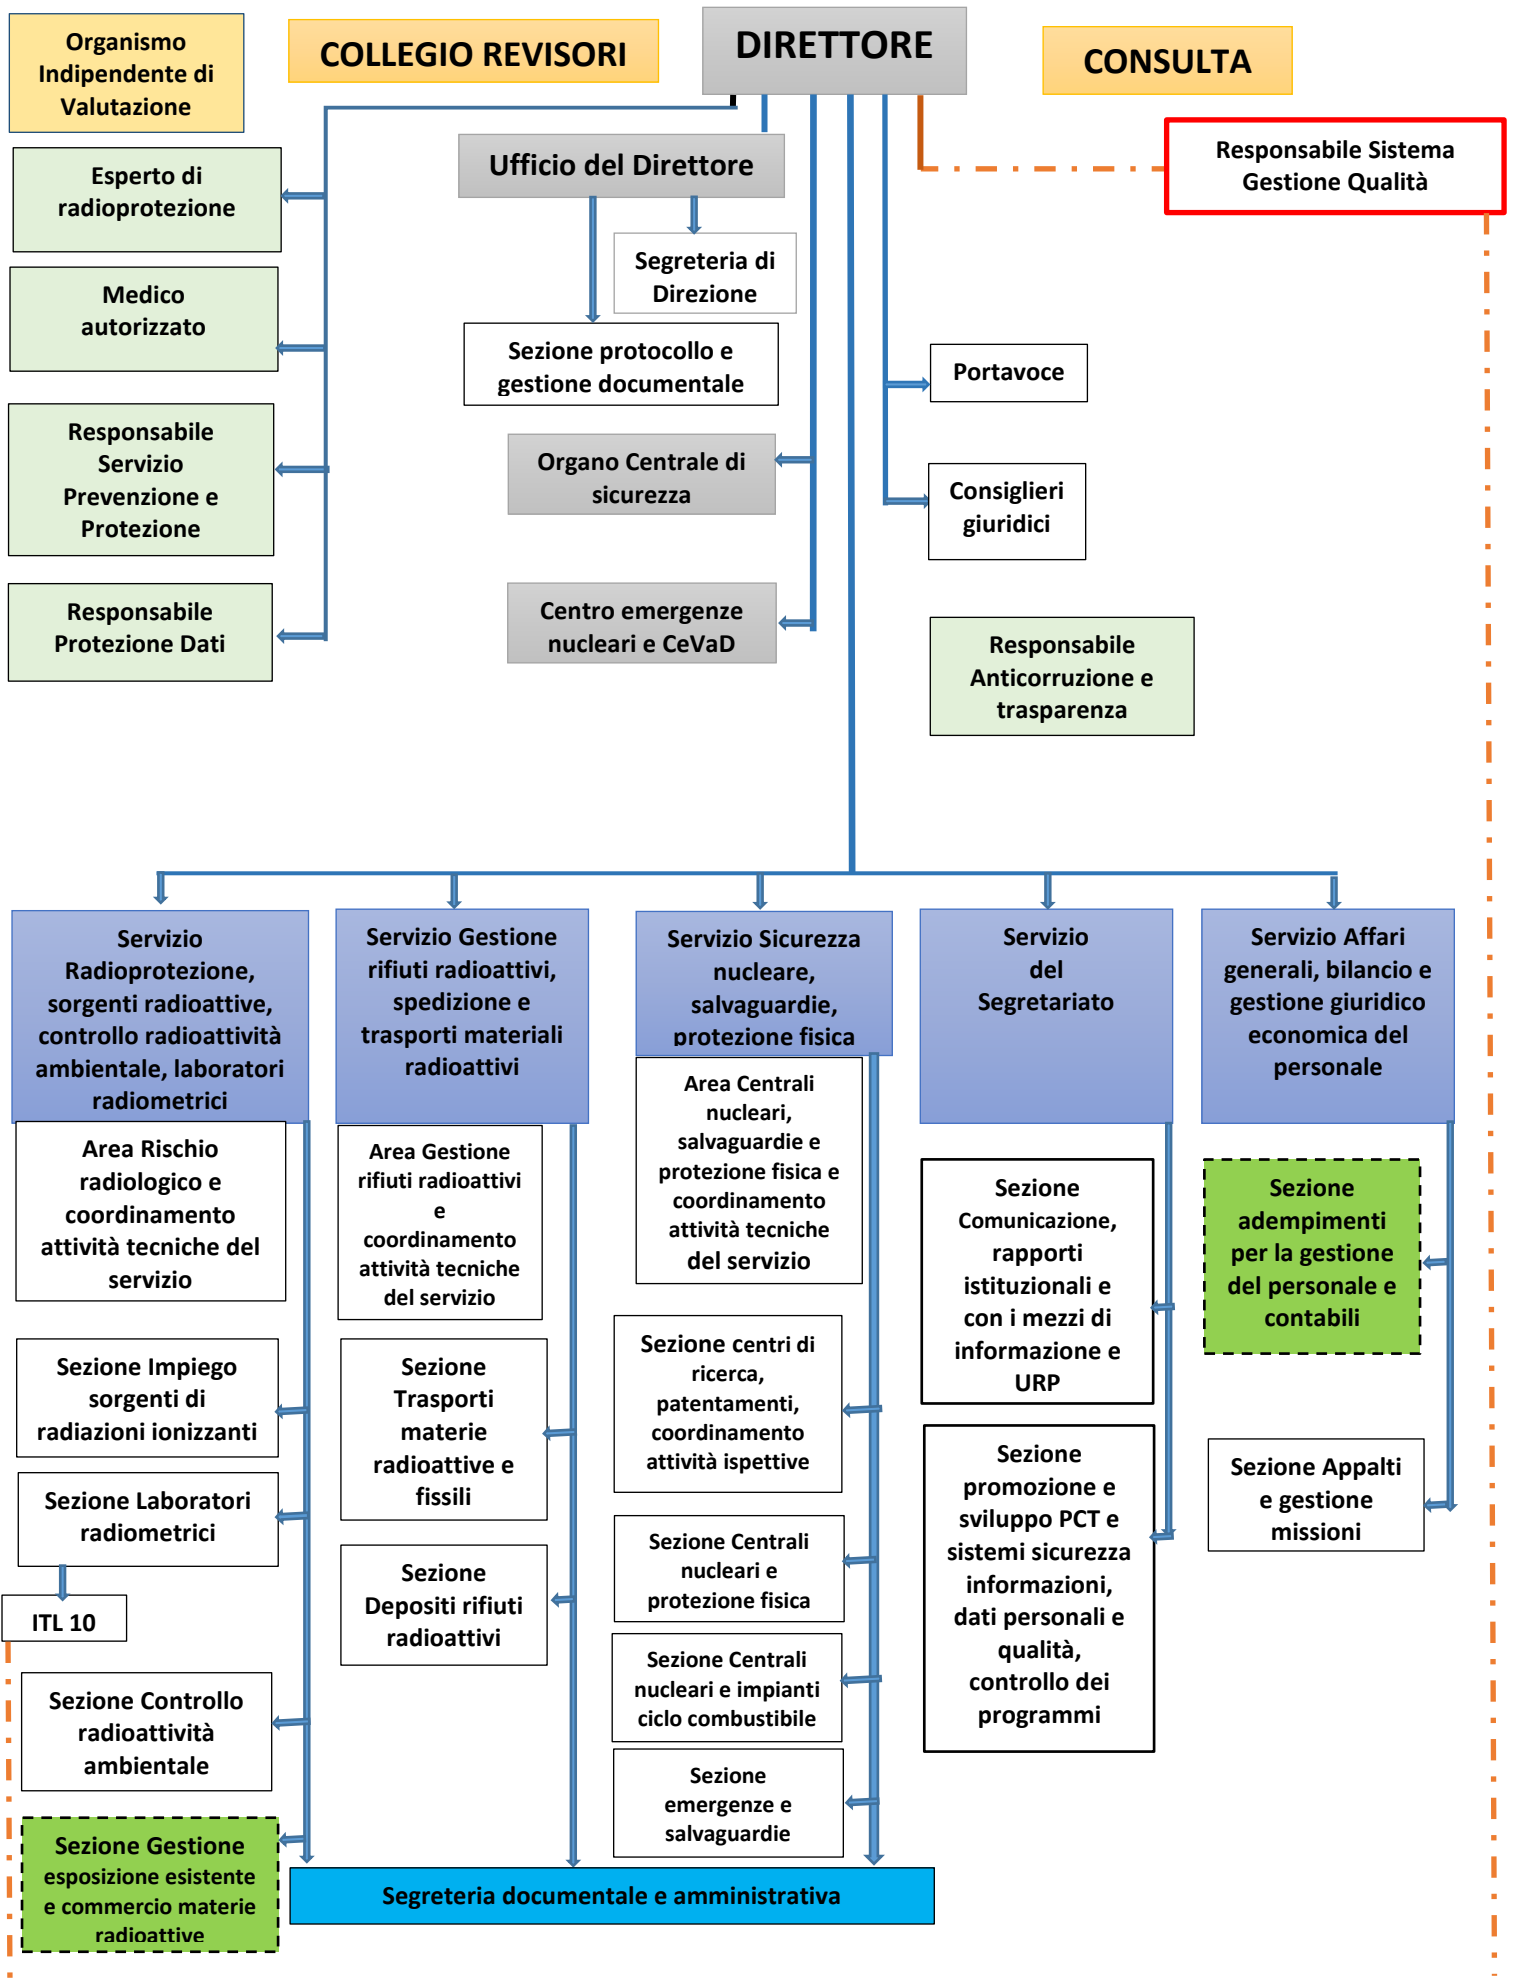 Organismo
Indipendente di
Valutazione
COLLEGIO REVISORI
DIRETTORE
CONSULTA
Responsabile Sistema
Gestione Qualità
Esperto di
radioprotezione
Ufficio del Direttore
Segreteria di
Direzione
Medico
autorizzato
Sezione protocollo e
gestione documentale
Portavoce
Responsabile
Servizio
Prevenzione e
Protezione
Organo Centrale di
sicurezza
Consiglieri
giuridici
Responsabile
Protezione Dati
Centro emergenze
nucleari e CeVaD
Responsabile
Anticorruzione e
trasparenza
Servizio
Radioprotezione,
sorgenti radioattive,
controllo radioattività
ambientale, laboratori
radiometrici
Servizio Gestione
rifiuti radioattivi,
spedizione e
trasporti materiali
radioattivi
Servizio Sicurezza
nucleare,
salvaguardie,
protezione fisica
Servizio
del
Segretariato
Servizio Affari
generali, bilancio e
gestione giuridico
economica del
personale
Area Rischio
radiologico e
coordinamento
attività tecniche del
servizio
Area Gestione
rifiuti radioattivi
e
coordinamento
attività tecniche
del servizio
Area Centrali
nucleari,
salvaguardie e
protezione fisica e
coordinamento
attività tecniche
del servizio
Sezione
Comunicazione,
rapporti
istituzionali e
con i mezzi di
informazione e
URP
Sezione
adempimenti
per la gestione
del personale e
contabili
Sezione Impiego
sorgenti di
radiazioni ionizzanti
Sezione
Trasporti
materie
radioattive e
fissili
Sezione centri di
ricerca,
patentamenti,
coordinamento
attività ispettive
Sezione
promozione e
sviluppo PCT e
sistemi sicurezza
informazioni,
dati personali e
qualità,
controllo dei
programmi
Sezione Appalti
e gestione
missioni
Sezione Laboratori
radiometrici
ITL 10
Sezione
Depositi rifiuti
radioattivi
Sezione Centrali
nucleari e
protezione fisica
Sezione Controllo
radioattività
ambientale
Sezione Centrali
nucleari e impianti
ciclo combustibile
Sezione
emergenze e
salvaguardie
Sezione Gestione
esposizione esistente
e commercio materie
radioattive
Segreteria documentale e amministrativa